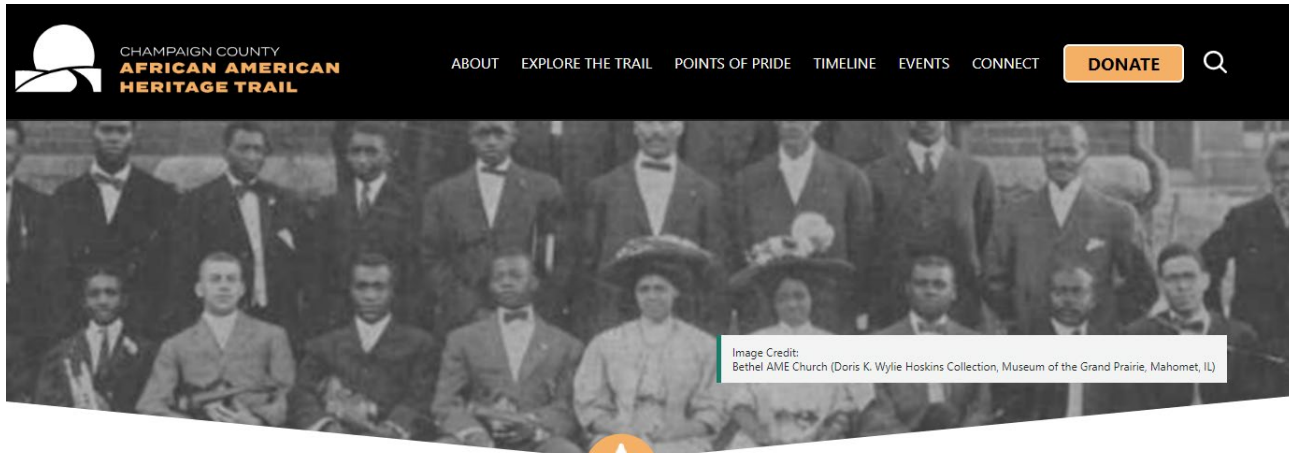 CHAMPAIGN COUNTY
AFRICAN AMERICAN
HERITAGE TRAIL
ABOUT EXPLORE THE TRAIL POINTS OF PRIDE TIMELINE EVENTS CONNECT DONATE
Image Credit:
Bethel AME Church (Doris K. Wylie Hoskins Collection, Museum of the Grand Prairie, Mahomet, IL)